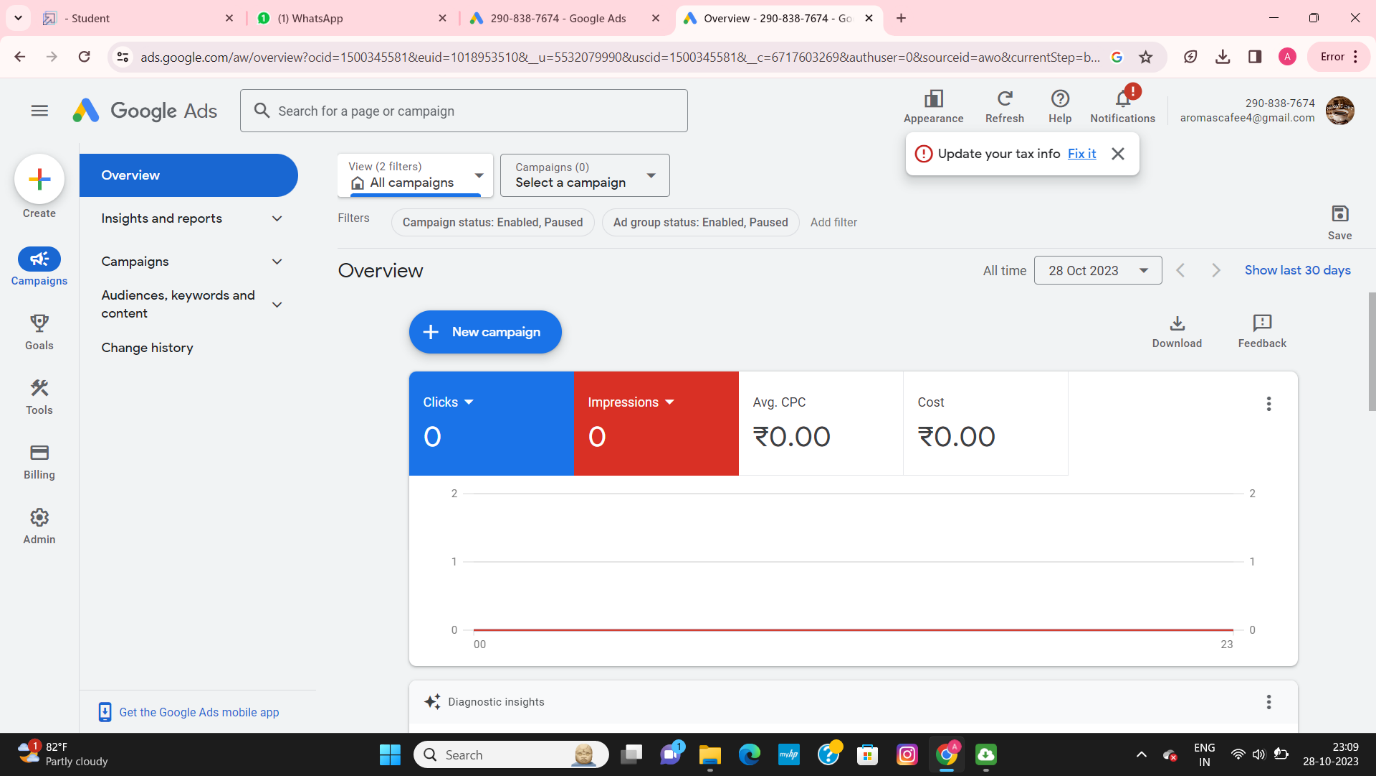 - Student
(1) WhatsApp
290-838-7674 - Google Ads
Overview - 290-838-7674 - Go
ads.google.com/aw/overview?ocid=1500345581&euid=1018953510&__u=5532079990&uscid=1500345581&__c=6717603269&authuser=0&sourceid=awo&currentStep=b...
A
Error
Google Ads
Search for a page or campaign
Appearance
Refresh
Help
Notifications
290-838-7674
aromascafee4@gmail.com
Update your tax info Fix it
Create
Campaigns
Goals
Tools
Billing
Admin
Overview
Insights and reports
Campaigns
Audiences, keywords and
content
Change history
Get the Google Ads mobile app
View (2 filters)
All campaigns
Campaigns (0)
Select a campaign
Filters
Campaign status: Enabled, Paused
Ad group status: Enabled, Paused
Add filter
Save
Overview
All time
28 Oct 2023
Show last 30 days
New campaign
Download
Feedback
Clicks
0
Impressions
0
Avg. CPC
₹0.00
Cost
₹0.00
2
2
1
1
0
0
00
23
Diagnostic insights
1
82°F
Partly cloudy
Search
1
myhp
A
ENG
IN
23:09
28-10-2023